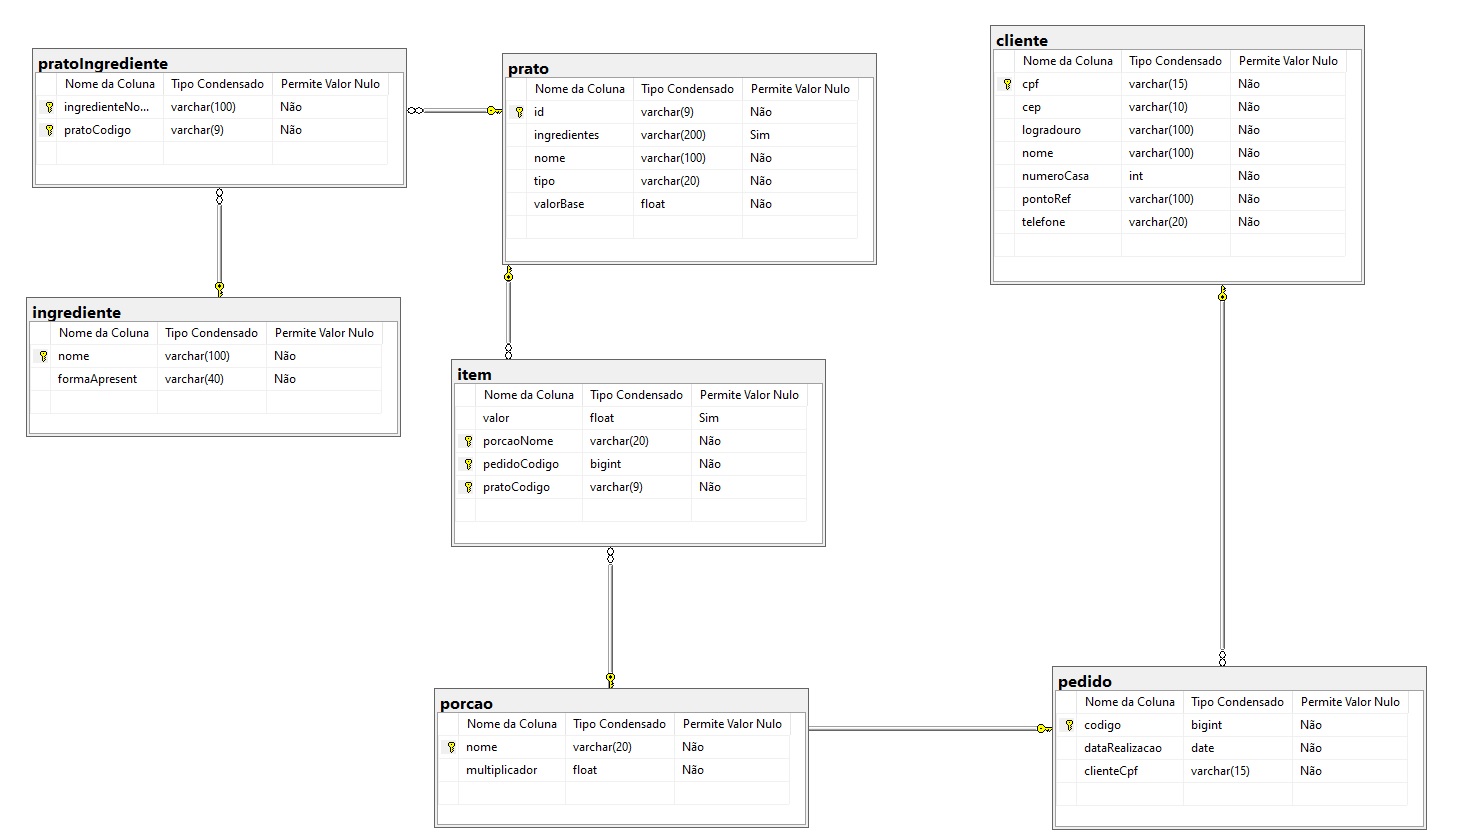 pratoIngrediente
Nome da Coluna Tipo Condensado Permite Valor Nulo
ingredienteNo... varchar(100) Não
pratoCodigo varchar(9) Não
prato
Nome da Coluna Tipo Condensado Permite Valor Nulo
id varchar(9) Não
ingredientes varchar(200) Sim
nome varchar(100) Não
tipo varchar(20) Não
valorBase float Não
cliente
Nome da Coluna Tipo Condensado Permite Valor Nulo
cpf varchar(15) Não
cep varchar(10) Não
logradouro varchar(100) Não
nome varchar(100) Não
numeroCasa int Não
pontoRef varchar(100) Não
telefone varchar(20) Não
ingrediente
Nome da Coluna Tipo Condensado Permite Valor Nulo
nome varchar(100) Não
formaApresent varchar(40) Não
item
Nome da Coluna Tipo Condensado Permite Valor Nulo
valor float Sim
porcaoNome varchar(20) Não
pedidoCodigo bigint Não
pratoCodigo varchar(9) Não
porcao
Nome da Coluna Tipo Condensado Permite Valor Nulo
nome varchar(20) Não
multiplicador float Não
pedido
Nome da Coluna Tipo Condensado Permite Valor Nulo
codigo bigint Não
dataRealizacao date Não
clienteCpf varchar(15) Não